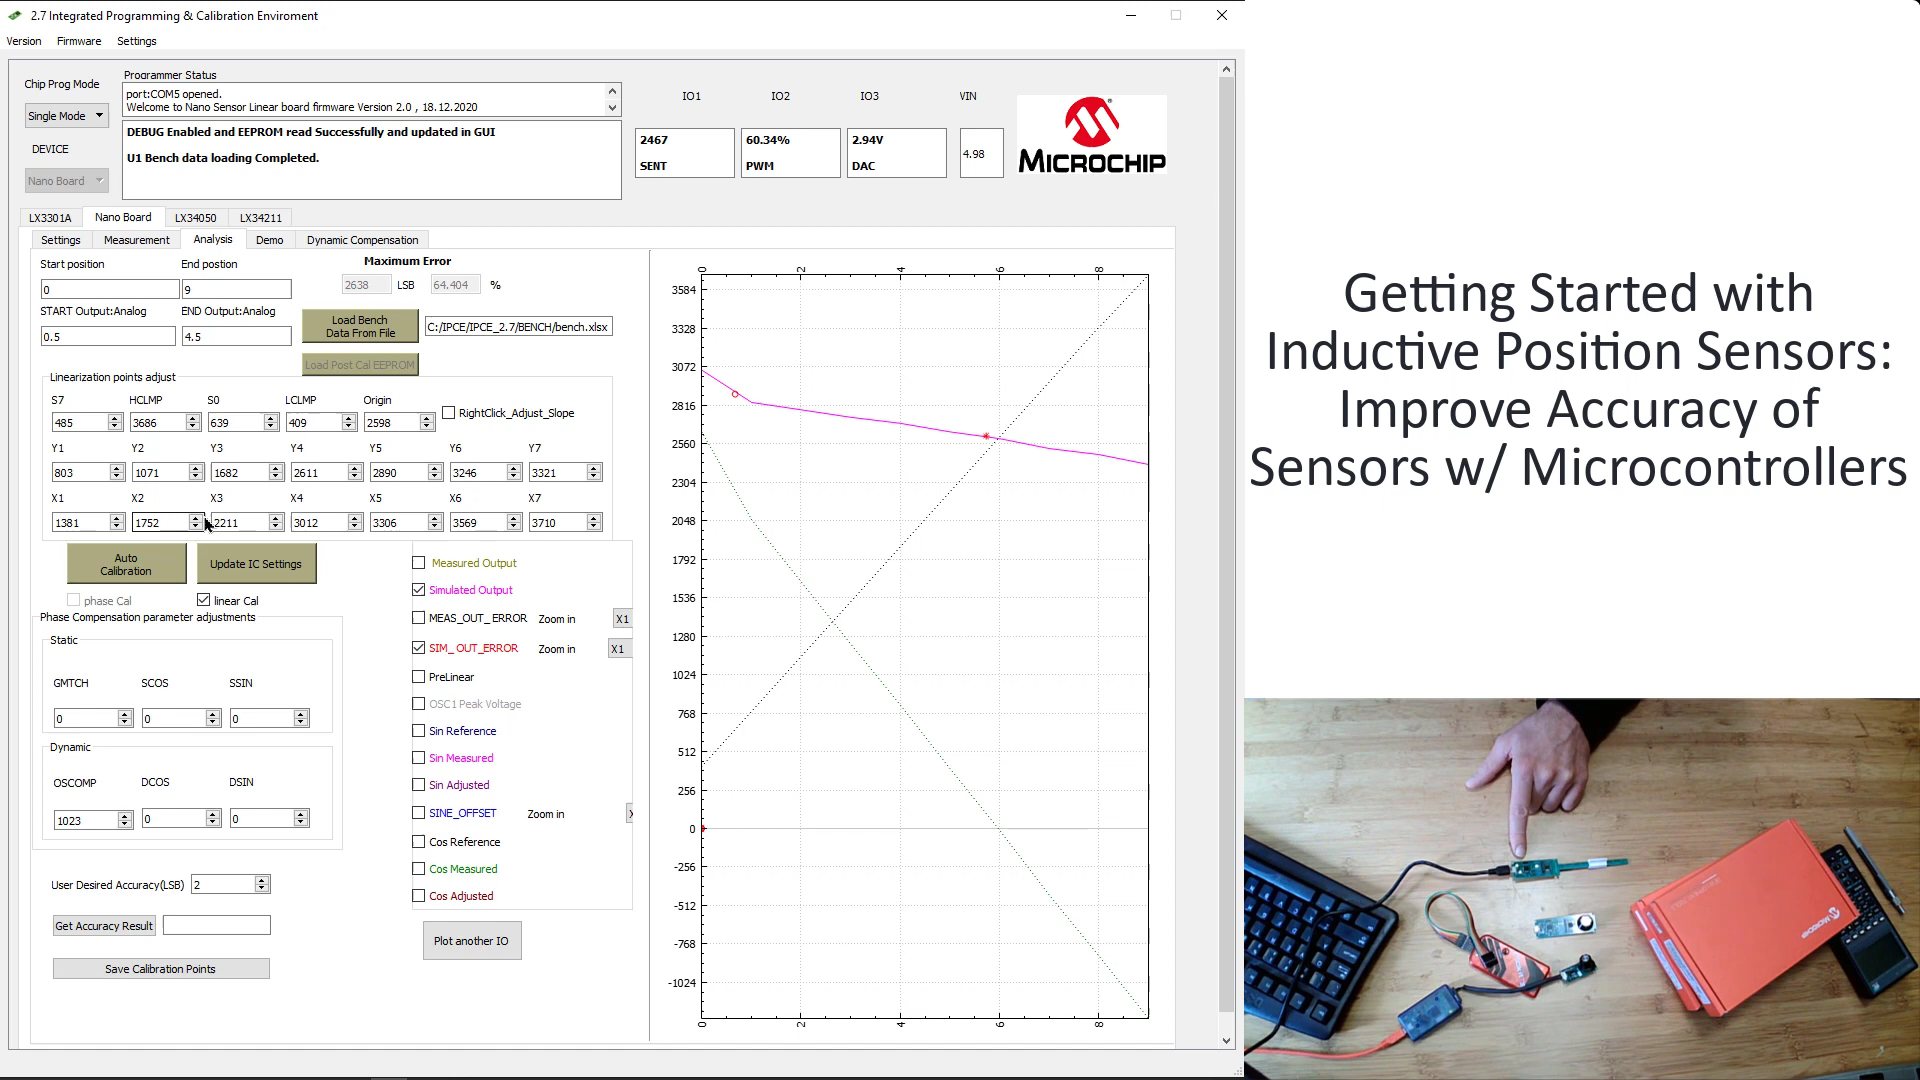 2.7 Integrated Programming & Calibration Enviroment
Version Firmware Settings
Chip Prog Mode
Single Mode
DEVICE
Nano Board
Programmer Status
port:COM5 opened.
Welcome to Nano Sensor Linear board firmware Version 2.0 , 18.12.2020
DEBUG Enabled and EEPROM read Successfully and updated in GUI
U1 Bench data loading Completed.
IO1 IO2 IO3 VIN
2467 60.34% 2.94V 4.98
SENT PWM DAC
MICROCHIP
LX3301A Nano Board LX34050 LX34211
Settings Measurement Analysis Demo Dynamic Compensation
Start position End postion
0 9
START Output:Analog END Output:Analog
0.5 4.5
Maximum Error
2638 LSB 64.404 %
Load Bench
Data From File
C:/IPCE/IPCE_2.7/BENCH/bench.xlsx
Load Post Cal EEPROM
Linearization points adjust
S7 HCLMP S0 LCLMP Origin
485 3686 639 409 2598
RightClick_Adjust_Slope
Y1 Y2 Y3 Y4 Y5 Y6 Y7
803 1071 1682 2611 2890 3246 3321
X1 X2 X3 X4 X5 X6 X7
1381 1752 2211 3012 3306 3569 3710
Auto
Calibration
Update IC Settings
phase Cal linear Cal
Phase Compensation parameter adjustments
Static
GMTCH SCOS SSIN
0 0 0
Dynamic
OSCOMP DCOS DSIN
1023 0 0
User Desired Accuracy(LSB) 2
Get Accuracy Result
Save Calibration Points
Measured Output
Simulated Output
MEAS_OUT_ERROR Zoom in X1
SIM_OUT_ERROR Zoom in X1
PreLinear
OSC1 Peak Voltage
Sin Reference
Sin Measured
Sin Adjusted
SINE_OFFSET Zoom in
Cos Reference
Cos Measured
Cos Adjusted
Plot another IO
0 2 4 6 8
3584
3328
3072
2816
2560
2304
2048
1792
1536
1280
1024
768
512
256
0
-256
-512
-768
-1024
0 2 4 6 8
Getting Started with
Inductive Position Sensors:
Improve Accuracy of
Sensors w/ Microcontrollers
MICROCHIP